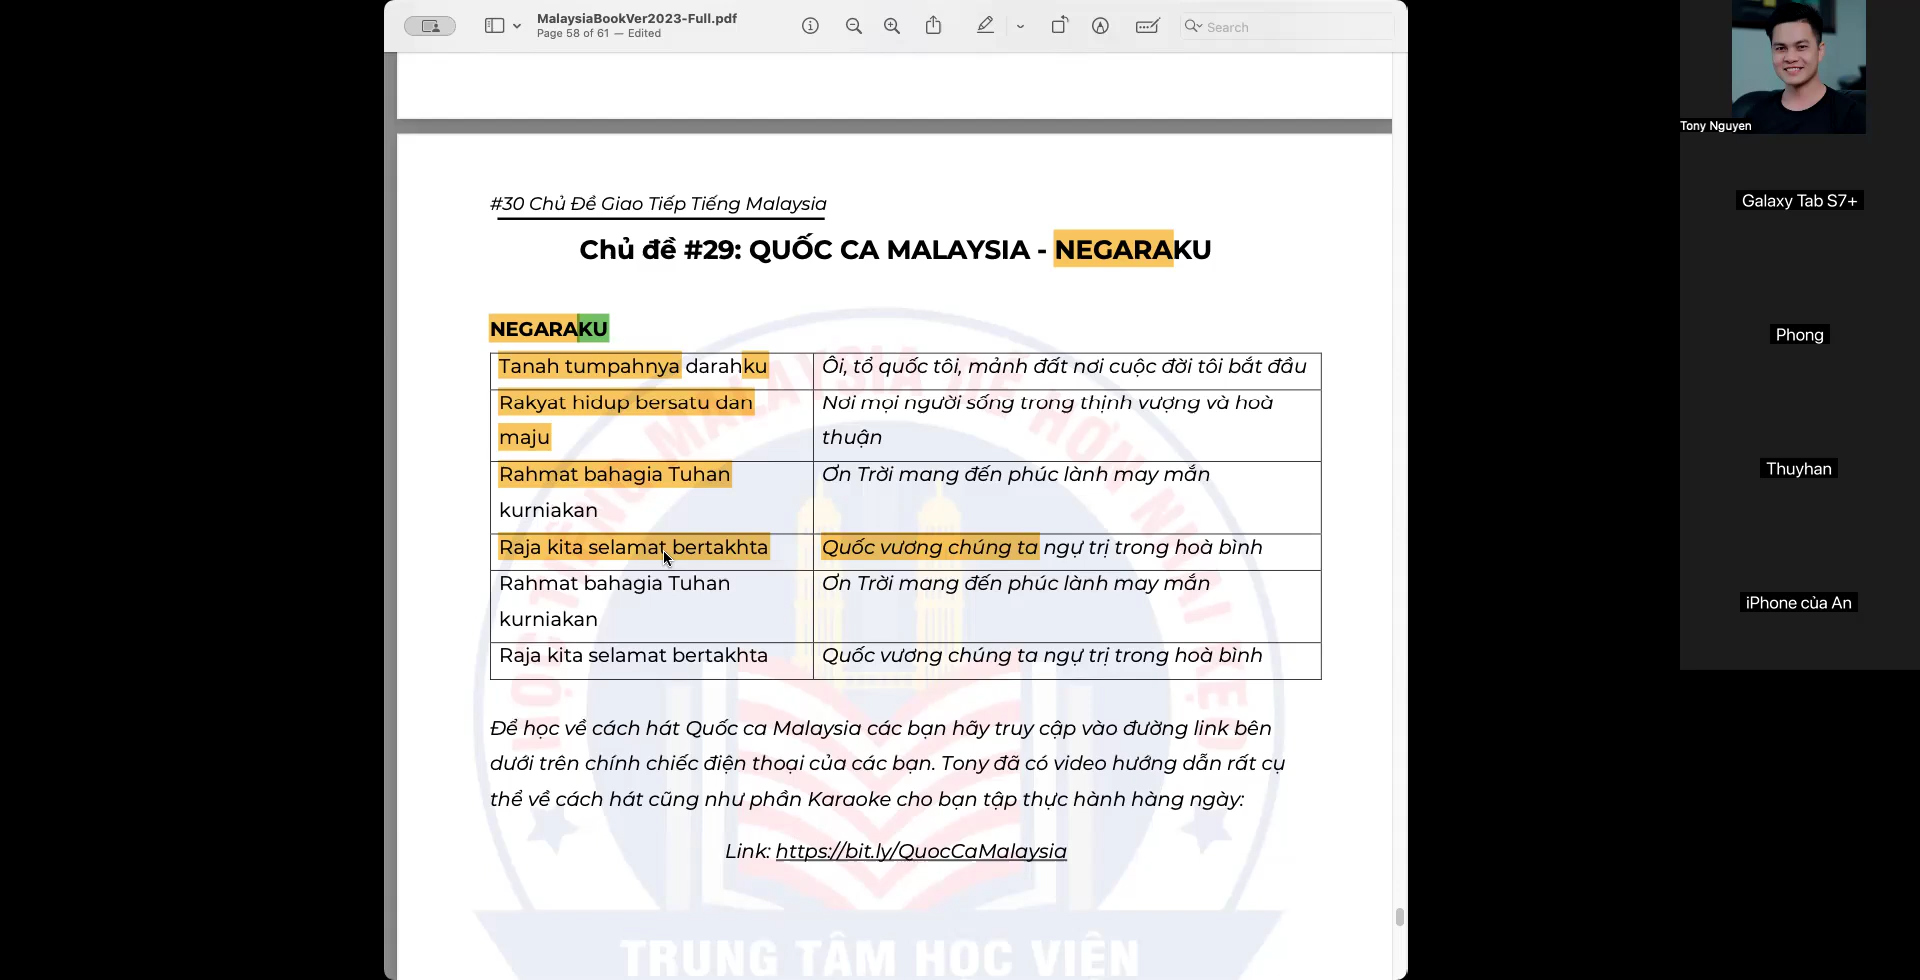 MalaysiaBookVer2023-Full.pdf
Page 58 of 61 — Edited
Search
#30 Chủ Đề Giao Tiếp Tiếng Malaysia
Chủ đề #29: QUỐC CA MALAYSIA - NEGARAKU
NEGARAKU
Tanah tumpahnya darahku
Ôi, tổ quốc tôi, mảnh đất nơi cuộc đời tôi bắt đầu
Rakyat hidup bersatu dan
maju
Nơi mọi người sống trong thịnh vượng và hoà
thuận
Rahmat bahagia Tuhan
kurniakan
Ơn Trời mang đến phúc lành may mắn
Raja kita selamat bertakhta
Quốc vương chúng ta ngự trị trong hoà bình
Rahmat bahagia Tuhan
kurniakan
Ơn Trời mang đến phúc lành may mắn
Raja kita selamat bertakhta
Quốc vương chúng ta ngự trị trong hoà bình
Để học về cách hát Quốc ca Malaysia các bạn hãy truy cập vào đường link bên
dưới trên chính chiếc điện thoại của các bạn. Tony đã có video hướng dẫn rất cụ
thể về cách hát cũng như phần Karaoke cho bạn tập thực hành hàng ngày:
Link: https://bit.ly/QuocCaMalaysia
HỌC TIẾNG MALAYSIA DỄ HƠN NHAI KẸO
TRUNG TÂM HỌC VIỆN
Tony Nguyen
Galaxy Tab S7+
Phong
Thuyhan
iPhone của An